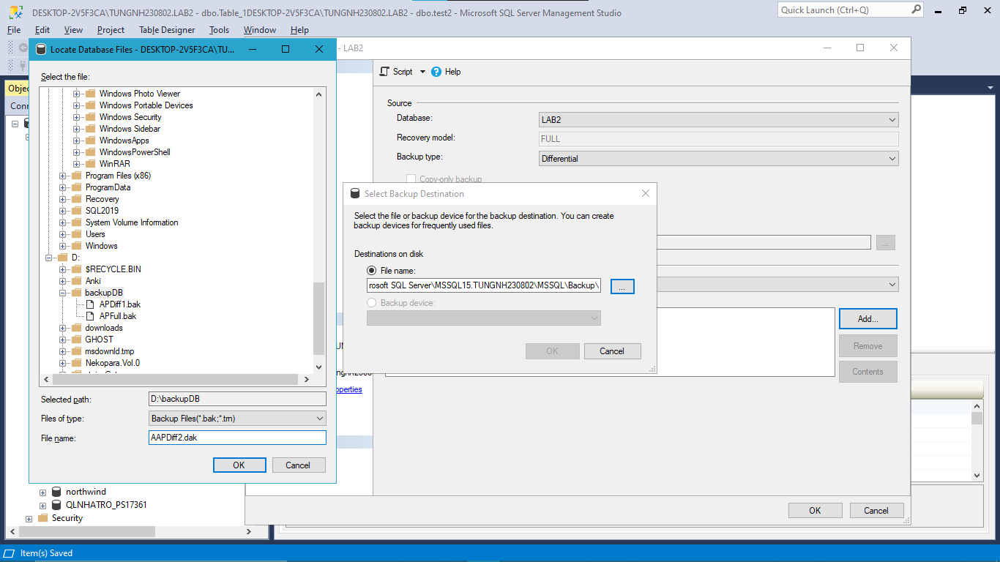 DESKTOP-2V5F3CA\TUNGNH230802.LAB2 - dbo.Table_1DESKTOP-2V5F3CA\TUNGNH230802.LAB2 - dbo.test2 - Microsoft SQL Server Management Studio
Quick Launch (Ctrl+Q)
File Edit View Project Table Designer Tools Window Help
Locate Database Files - DESKTOP-2V5F3CA\TU...
Select the file:
Windows Photo Viewer
Windows Portable Devices
Windows Security
Windows Sidebar
WindowsApps
WindowsPowerShell
WinRAR
Program Files (x86)
ProgramData
Recovery
SQL2019
System Volume Information
Users
Windows
D:
$RECYCLE.BIN
Anki
backupDB
APDiff1.bak
APFull.bak
downloads
GHOST
msdownld.tmp
Nekopara.Vol.0
Selected path: D:\backupDB
Files of type: Backup Files(*.bak;*.trn)
File name: AAPDiff2.dak
OK Cancel
Objec
Conn
northwind
QLNHATRO_PS17361
Security
- LAB2
Script Help
Source
Database: LAB2
Recovery model: FULL
Backup type: Differential
Copy-only backup
...
Add...
Remove
Contents
operties
OK Cancel
Select Backup Destination
Select the file or backup device for the backup destination. You can create
backup devices for frequently used files.
Destinations on disk
File name:
rosoft SQL Server\MSSQL15.TUNGNH230802\MSSQL\Backup\
...
Backup device:
OK Cancel
Item(s) Saved